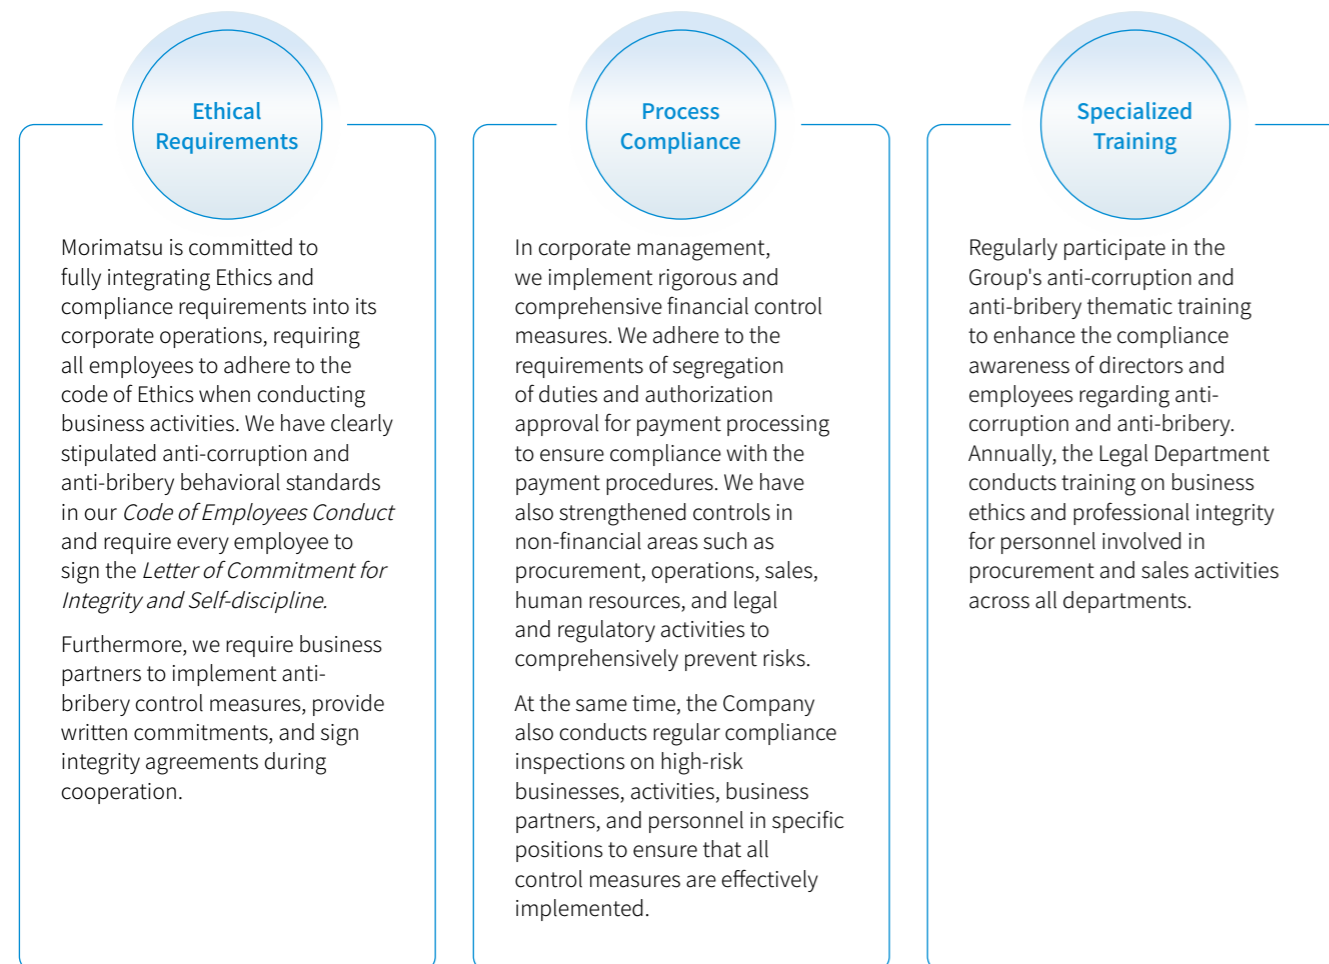 Ethical
Requirements
Morimatsu is committed to
fully integrating Ethics and
compliance requirements into its
corporate operations, requiring
all employees to adhere to the
code of Ethics when conducting
business activities. We have clearly
stipulated anti-corruption and
anti-bribery behavioral standards
in our Code of Employees Conduct
and require every employee to
sign the Letter of Commitment for
Integrity and Self-discipline.
Furthermore, we require business
partners to implement anti-
bribery control measures, provide
written commitments, and sign
integrity agreements during
cooperation.
Process
Compliance
In corporate management,
we implement rigorous and
comprehensive financial control
measures. We adhere to the
requirements of segregation
of duties and authorization
approval for payment processing
to ensure compliance with the
payment procedures. We have
also strengthened controls in
non-financial areas such as
procurement, operations, sales,
human resources, and legal
and regulatory activities to
comprehensively prevent risks.
At the same time, the Company
also conducts regular compliance
inspections on high-risk
businesses, activities, business
partners, and personnel in specific
positions to ensure that all
control measures are effectively
implemented.
Specialized
Training
Regularly participate in the
Group's anti-corruption and
anti-bribery thematic training
to enhance the compliance
awareness of directors and
employees regarding anti-
corruption and anti-bribery.
Annually, the Legal Department
conducts training on business
ethics and professional integrity
for personnel involved in
procurement and sales activities
across all departments.